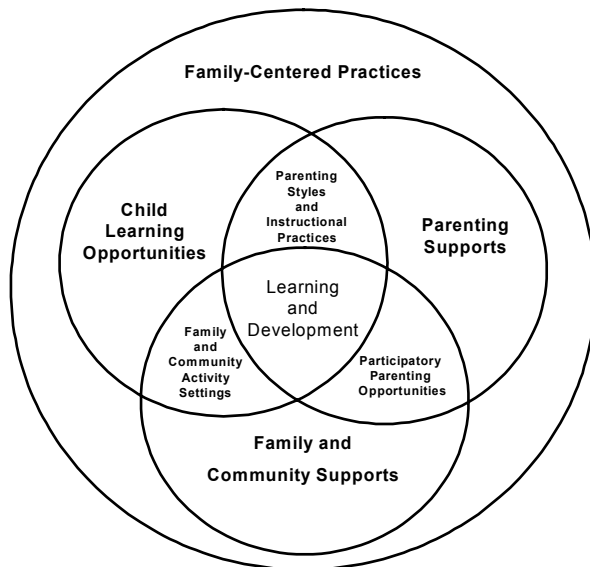 Family-Centered Practices
Parenting
Styles
and
Instructional
Practices
Child
Learning
Opportunities
Parenting
Supports
Learning
and
Development
Family
and
Community
Activity
Settings
Participatory
Parenting
Opportunities
Family and
Community Supports